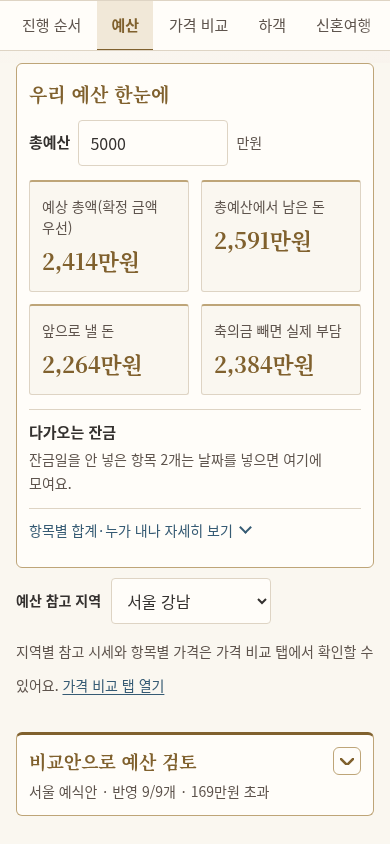 진행 순서 예산 가격 비교 하객 신혼여행
우리 예산 한눈에
총예산 5000 만원
예상 총액(확정 금액
우선)
2,414만원
총예산에서 남은 돈
2,591만원
앞으로 낼 돈
2,264만원
축의금 빼면 실제 부담
2,384만원
다가오는 잔금
잔금일을 안 넣은 항목 2개는 날짜를 넣으면 여기에
모여요.
항목별 합계·누가 내나 자세히 보기
예산 참고 지역 서울 강남
지역별 참고 시세와 항목별 가격은 가격 비교 탭에서 확인할 수
있어요. 가격 비교 탭 열기
비교안으로 예산 검토
서울 예식안 · 반영 9/9개 · 169만원 초과